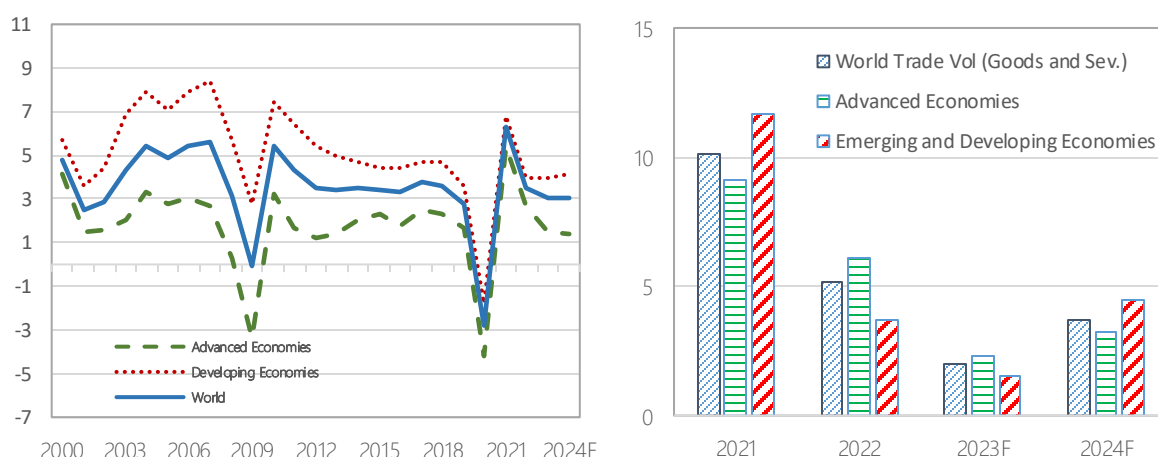 11
9
7
5
3
1
-1
-3
-5
-7
Advanced Economies
Developing Economies
World
2000 2003 2006 2009 2012 2015 2018 2021 2024F
15
10
5
0
World Trade Vol (Goods and Sev.)
Advanced Economies
Emerging and Developing Economies
2021 2022 2023F 2024F